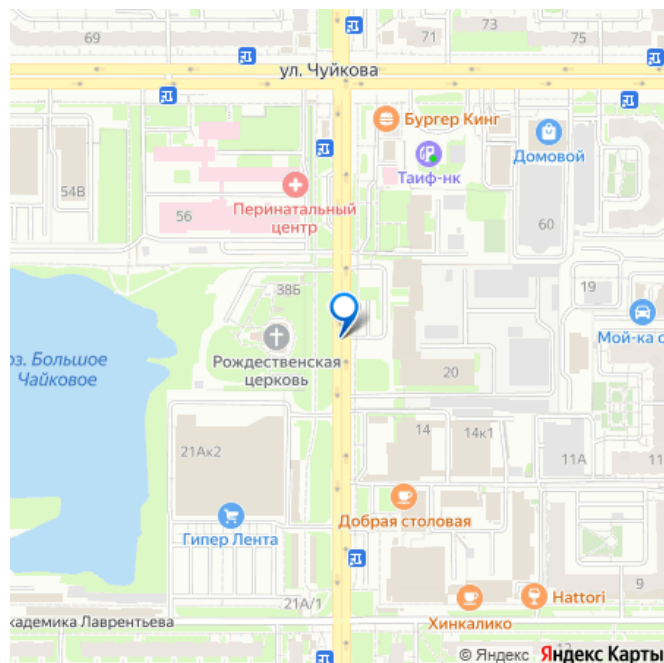 69
71
73
75
ул. Чуйкова
Бургер Кинг
Домовой
Таиф-нк
54В
56
Перинатальный
центр
60
38Б
19
Мой-ка с
Рождественская
церковь
оз. Большое
Чайковое
20
14
14к1
21Ак2
11А
Добрая столовая
Гипер Лента
9
Hattori
21А/1
Хинкалико
кадемика Лаврентьева
12
© Яндекс Яндекс Карты